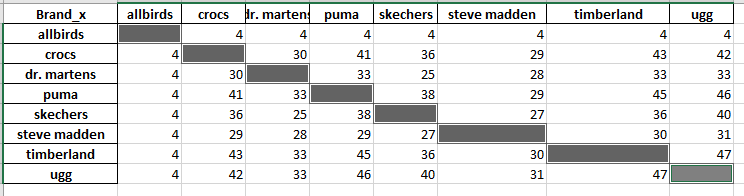 Brand_x allbirds crocs dr. martens puma skechers steve madden timberland ugg
allbirds 4 4 4 4 4 4 4
crocs 4 30 41 36 29 43 42
dr. martens 4 30 33 25 28 33 33
puma 4 41 33 38 29 45 46
skechers 4 36 25 38 27 36 40
steve madden 4 29 28 29 27 30 31
timberland 4 43 33 45 36 30 47
ugg 4 42 33 46 40 31 47